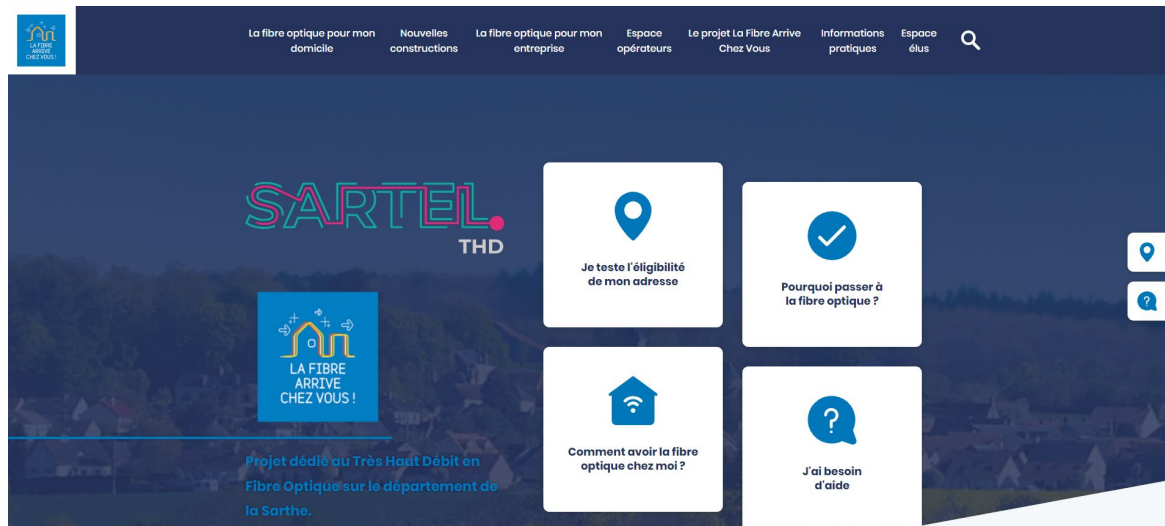 LA FIBRE
ARRIVE
CHEZ VOUS !
La fibre optique pour mon
domicile
Nouvelles
constructions
La fibre optique pour mon
entreprise
Espace
opérateurs
Le projet La Fibre Arrive
Chez Vous
Informations
pratiques
Espace
élus
SARTEL
THD
Je teste l'éligibilité
de mon adresse
Pourquoi passer à
la fibre optique ?
LA FIBRE
ARRIVE
CHEZ VOUS !
Comment avoir la fibre
optique chez moi ?
J'ai besoin
d'aide
Projet dédié au Très Haut Débit en
Fibre Optique sur le département de
la Sarthe.